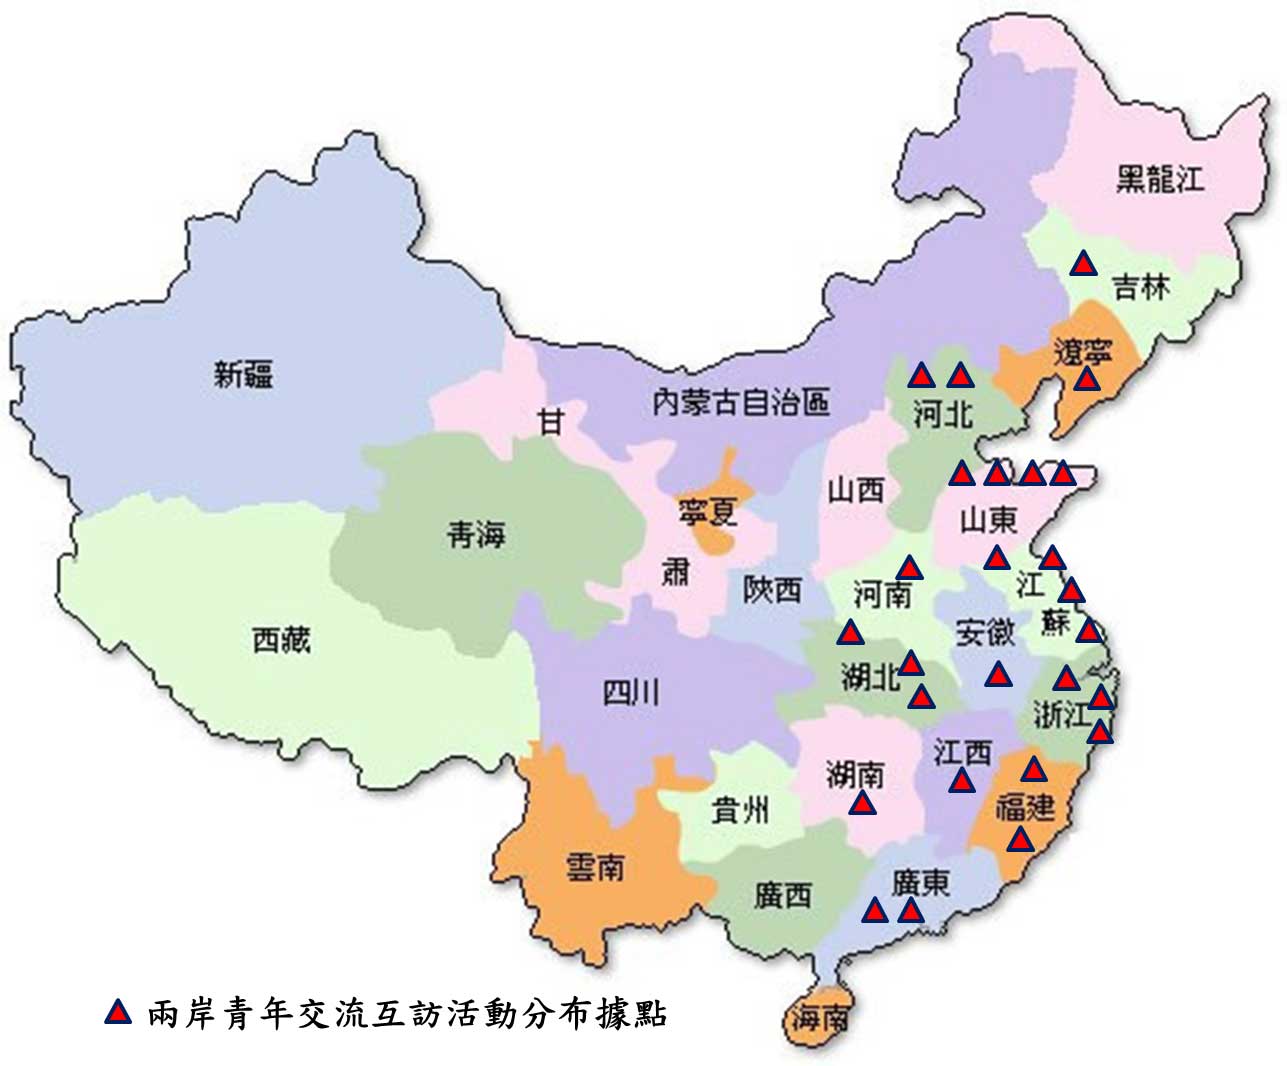 黑龍江
吉林
遼寧
新疆
內蒙古自治區
河北
甘
山西
寧夏
山東
青海
肅
陝西
河南
江
蘇
安徽
西藏
湖北
四川
浙江
江西
湖南
貴州
福建
雲南
廣東
廣西
海南
兩岸青年交流互訪活動分布據點